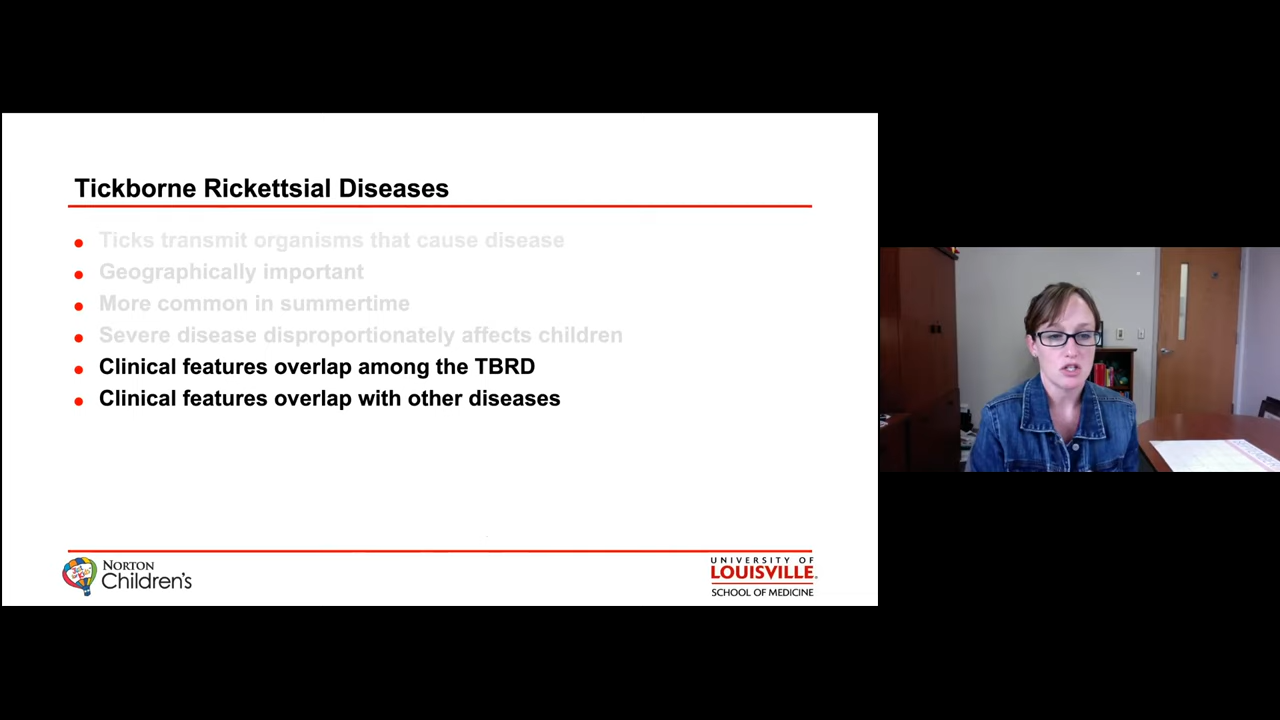 Tickborne Rickettsial Diseases
Ticks transmit organisms that cause disease
Geographically important
More common in summertime
Severe disease disproportionately affects children
Clinical features overlap among the TBRD
Clinical features overlap with other diseases
NORTON
Children's
UNIVERSITY OF
LOUISVILLE
SCHOOL OF MEDICINE